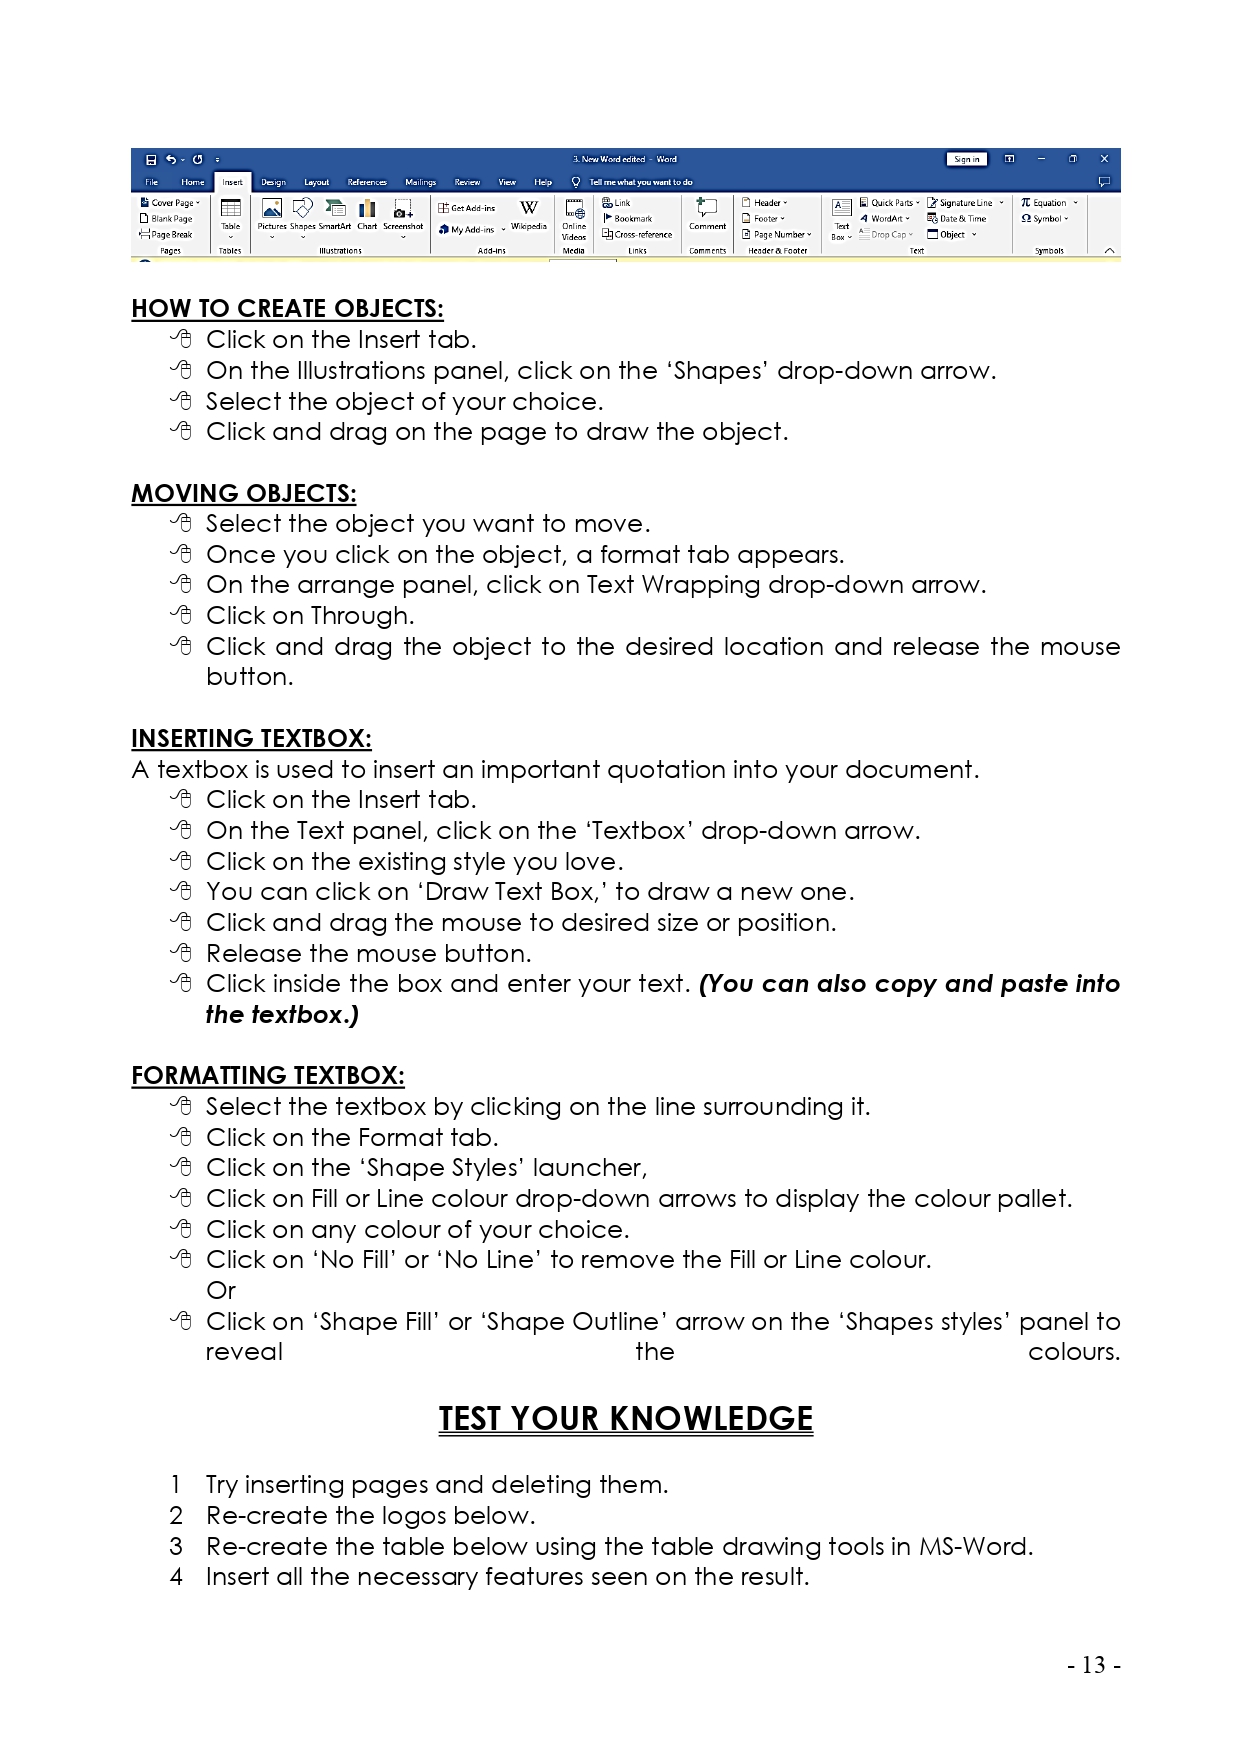 3. New Word edited - Word
Sign in
File Home Insert Design Layout References Mailings Review View Help Tell me what you want to do
Cover Page
Blank Page
Page Break
Pages
Table
Tables
Pictures Shapes SmartArt Chart Screenshot
Illustrations
Get Add-ins
My Add-ins
Wikipedia
Add-ins
Online
Videos
Media
Link
Bookmark
Cross-reference
Links
Comment
Comments
Header
Footer
Page Number
Header & Footer
Text
Box
Quick Parts
WordArt
Drop Cap
Signature Line
Date & Time
Object
Text
Equation
Symbol
Symbols
HOW TO CREATE OBJECTS:
Click on the Insert tab.
On the Illustrations panel, click on the ‘Shapes’ drop-down arrow.
Select the object of your choice.
Click and drag on the page to draw the object.
MOVING OBJECTS:
Select the object you want to move.
Once you click on the object, a format tab appears.
On the arrange panel, click on Text Wrapping drop-down arrow.
Click on Through.
Click and drag the object to the desired location and release the mouse
button.
INSERTING TEXTBOX:
A textbox is used to insert an important quotation into your document.
Click on the Insert tab.
On the Text panel, click on the ‘Textbox’ drop-down arrow.
Click on the existing style you love.
You can click on ‘Draw Text Box,’ to draw a new one.
Click and drag the mouse to desired size or position.
Release the mouse button.
Click inside the box and enter your text. (You can also copy and paste into
the textbox.)
FORMATTING TEXTBOX:
Select the textbox by clicking on the line surrounding it.
Click on the Format tab.
Click on the ‘Shape Styles’ launcher,
Click on Fill or Line colour drop-down arrows to display the colour pallet.
Click on any colour of your choice.
Click on ‘No Fill’ or ‘No Line’ to remove the Fill or Line colour.
Or
Click on ‘Shape Fill’ or ‘Shape Outline’ arrow on the ‘Shapes styles’ panel to
reveal the colours.
TEST YOUR KNOWLEDGE
1 Try inserting pages and deleting them.
2 Re-create the logos below.
3 Re-create the table below using the table drawing tools in MS-Word.
4 Insert all the necessary features seen on the result.
- 13 -